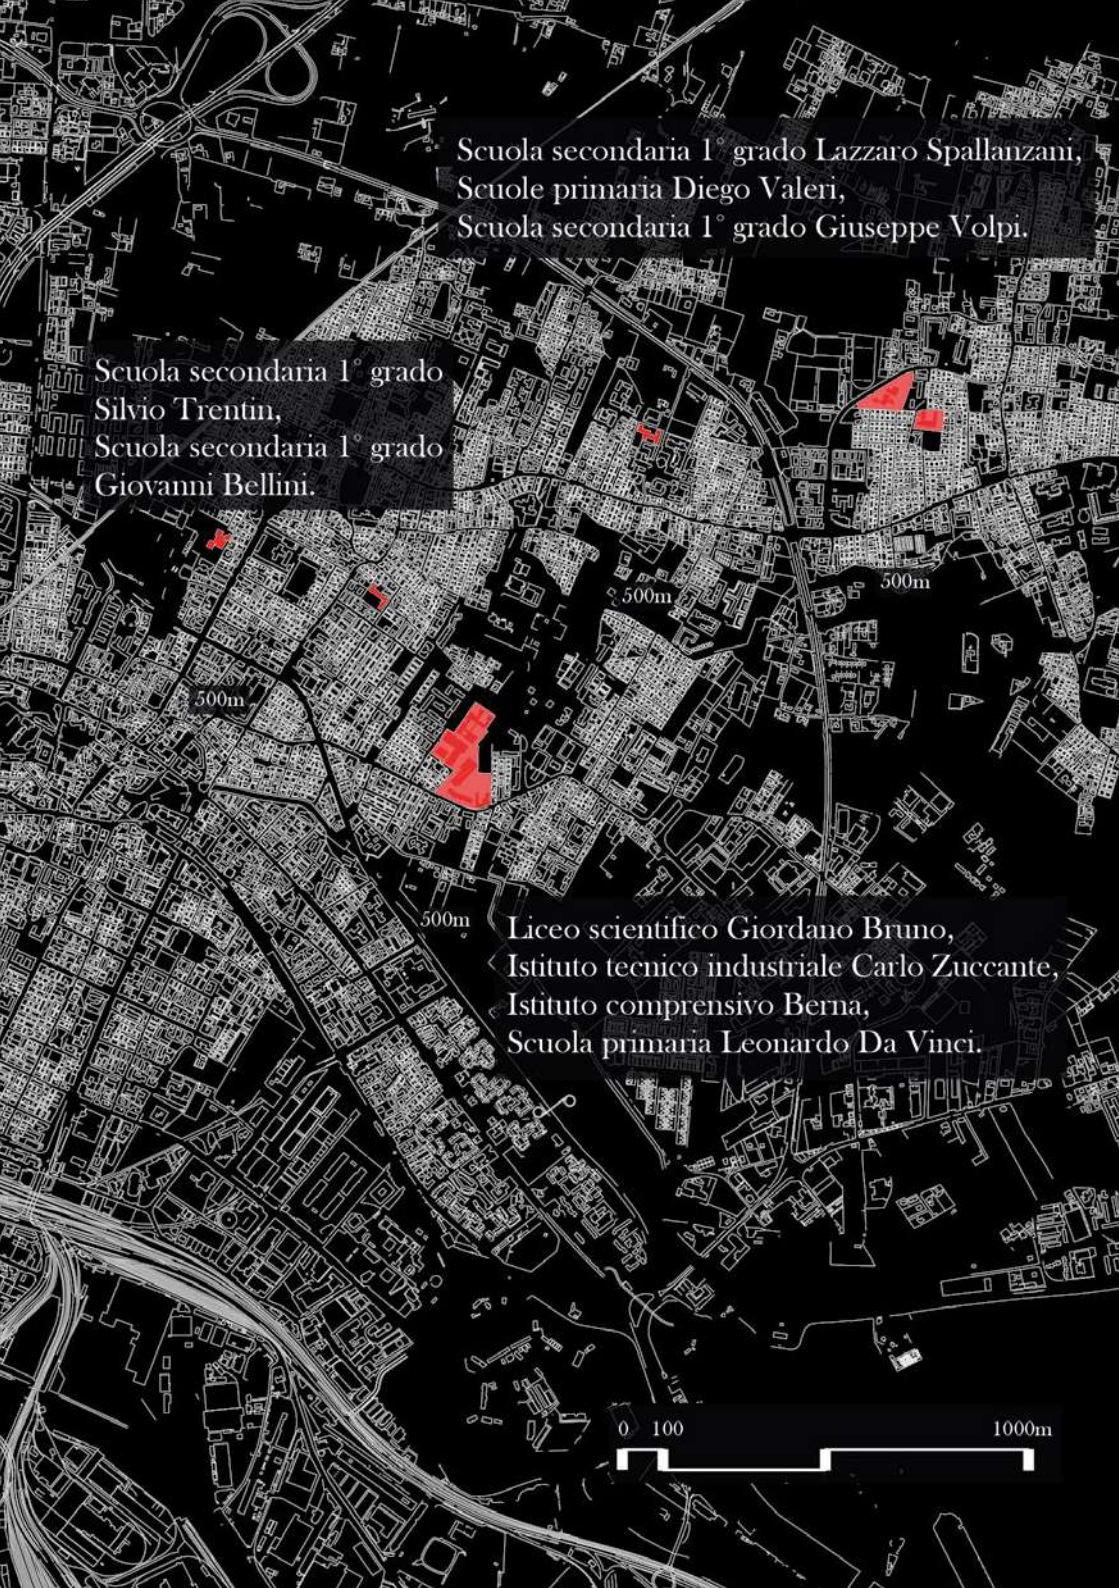 Scuola secondaria 1° grado Lazzaro Spallanzani,
Scuole primaria Diego Valeri,
Scuola secondaria 1° grado Giuseppe Volpi.
Scuola secondaria 1° grado
Silvio Trentin,
Scuola secondaria 1° grado
Giovanni Bellini.
500m
500m
500m
500m
Liceo scientifico Giordano Bruno,
Istituto tecnico industriale Carlo Zuccante,
Istituto comprensivo Berna,
Scuola primaria Leonardo Da Vinci.
0 100 1000m